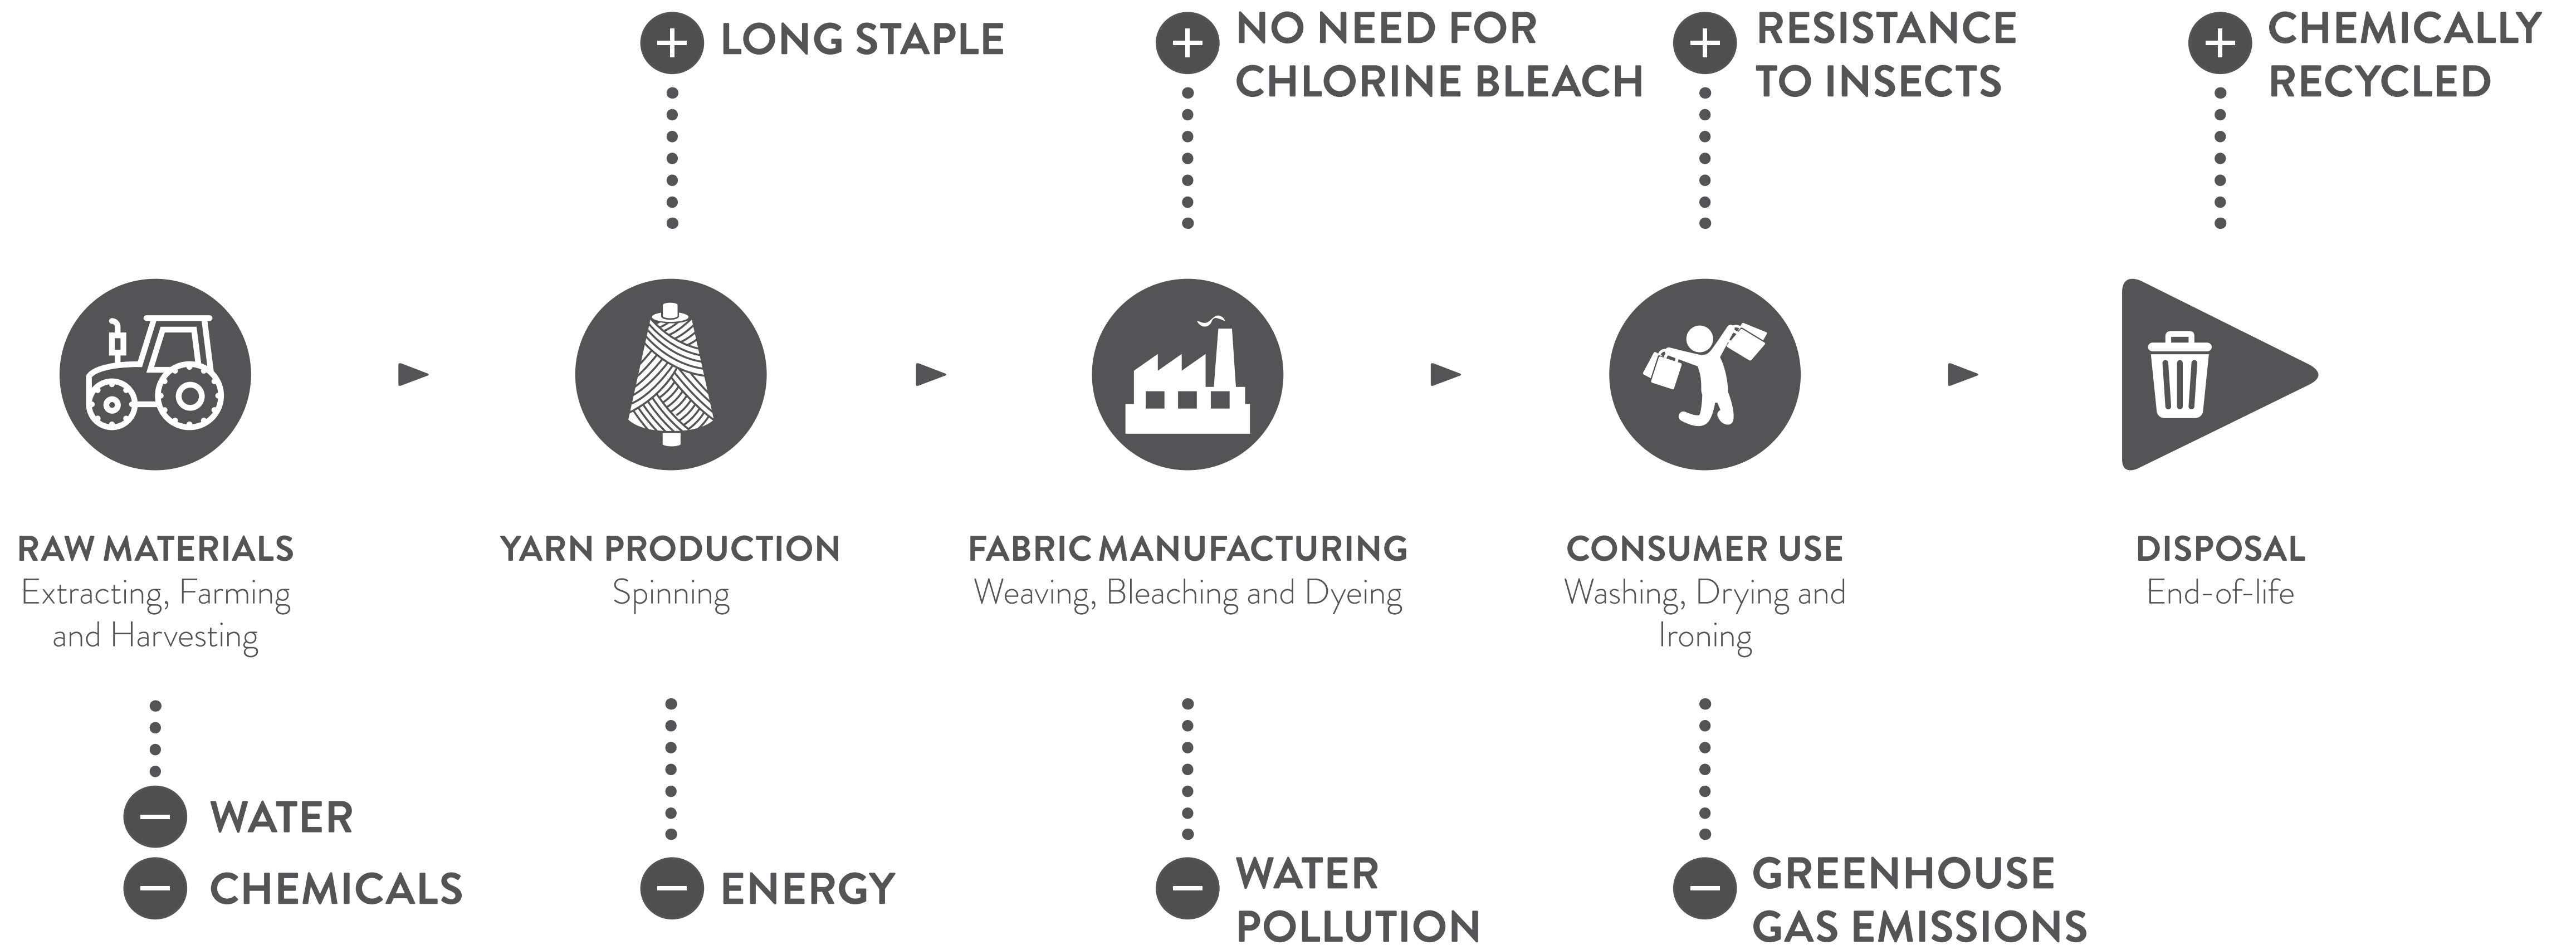 LONG STAPLE
NO NEED FOR
CHLORINE BLEACH
RESISTANCE
TO INSECTS
CHEMICALLY
RECYCLED
RAW MATERIALS
Extracting, Farming
and Harvesting
YARN PRODUCTION
Spinning
FABRIC MANUFACTURING
Weaving, Bleaching and Dyeing
CONSUMER USE
Washing, Drying and
Ironing
DISPOSAL
End-of-life
WATER
CHEMICALS
ENERGY
WATER
POLLUTION
GREENHOUSE
GAS EMISSIONS